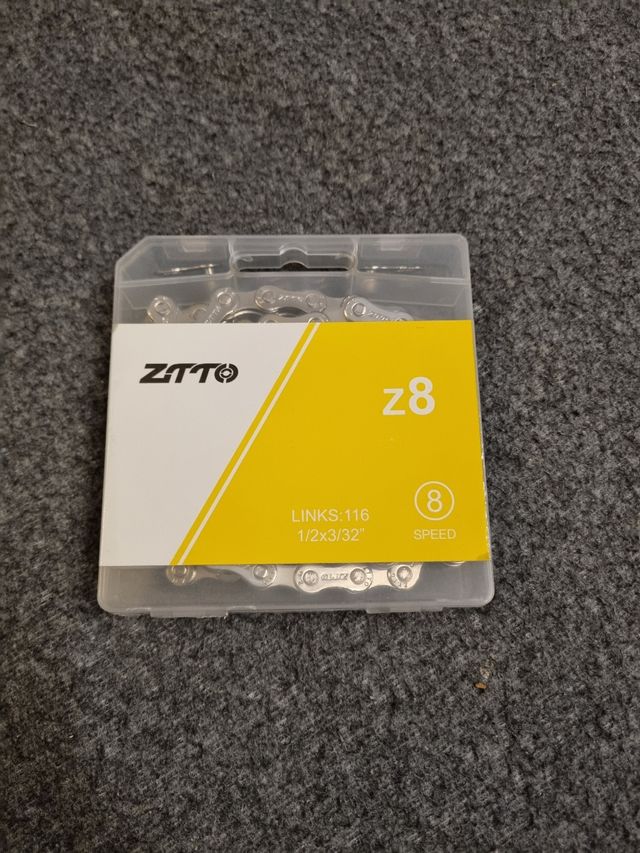 ZTTO
z8
8
LINKS:116
1/2x3/32"
SPEED